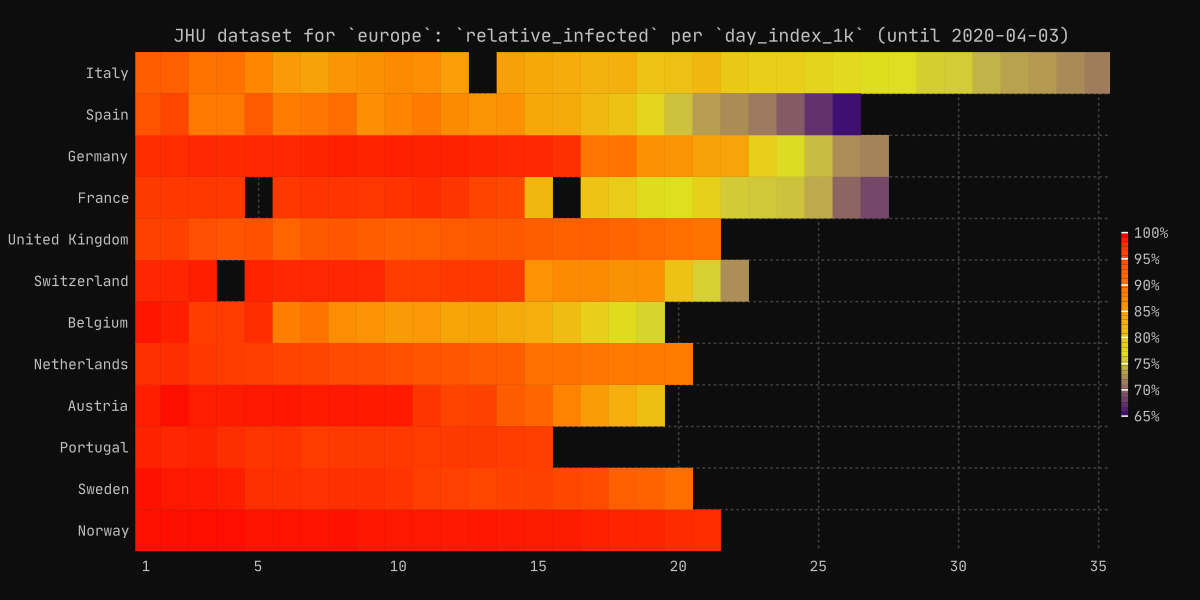 JHU dataset for `europe`: `relative_infected` per `day_index_1k` (until 2020-04-03)
Italy
Spain
Germany
France
United Kingdom
Switzerland
Belgium
Netherlands
Austria
Portugal
Sweden
Norway
1 5 10 15 20 25 30 35
100%
95%
90%
85%
80%
75%
70%
65%